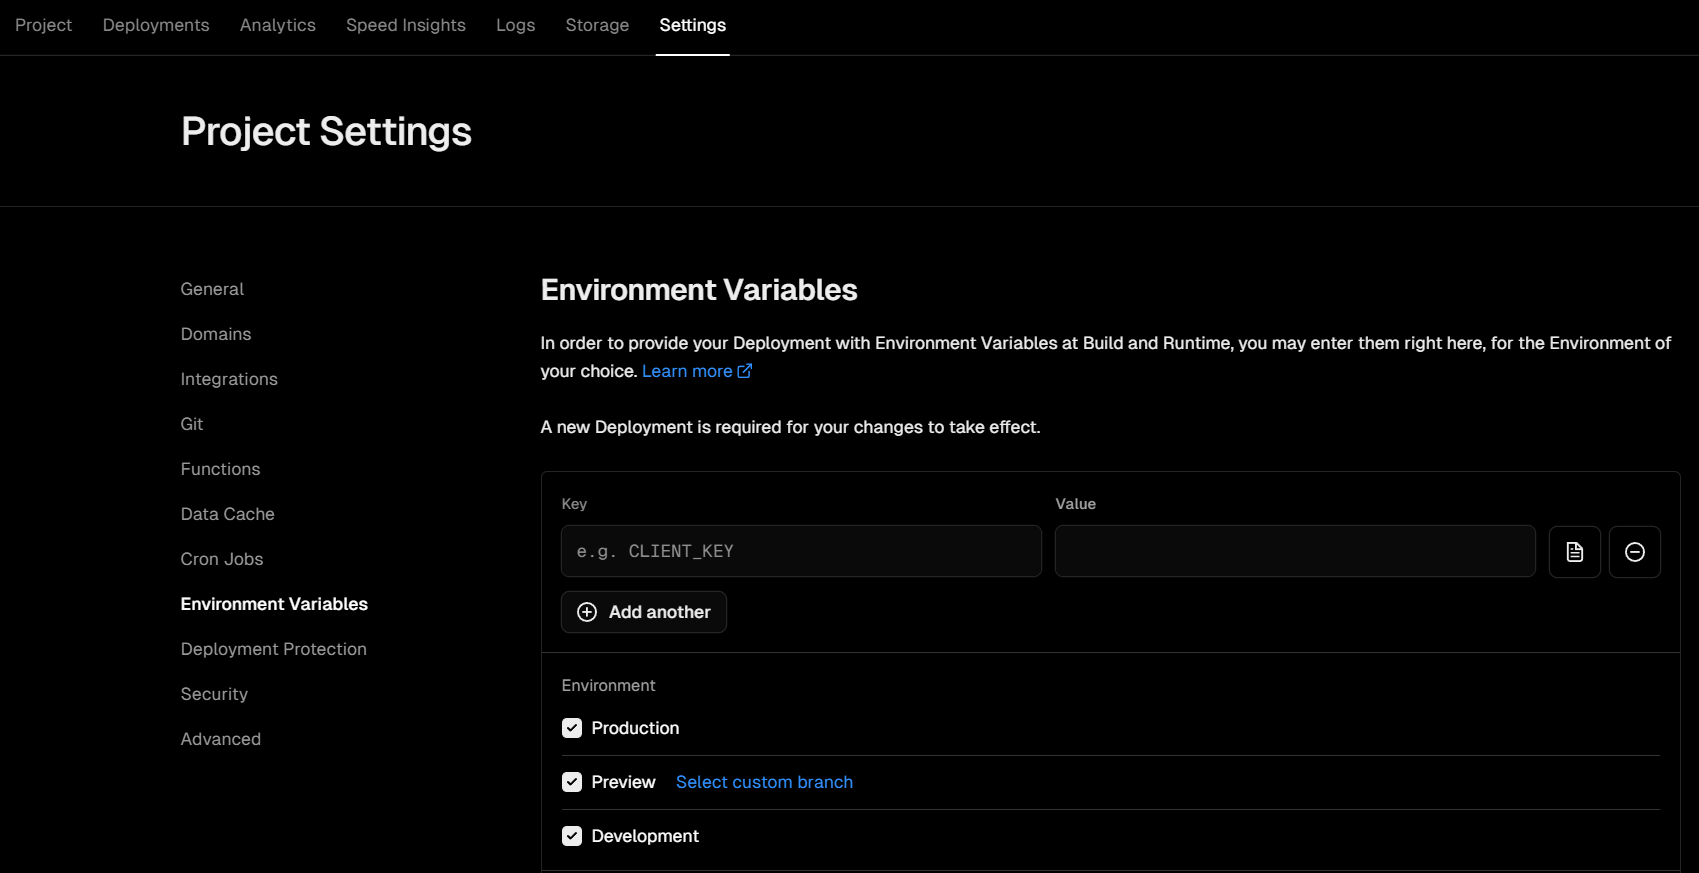 Project Deployments Analytics Speed Insights Logs Storage Settings
Project Settings
General
Domains
Integrations
Git
Functions
Data Cache
Cron Jobs
Environment Variables
Deployment Protection
Security
Advanced
Environment Variables
In order to provide your Deployment with Environment Variables at Build and Runtime, you may enter them right here, for the Environment of
your choice. Learn more
A new Deployment is required for your changes to take effect.
Key Value
e.g. CLIENT_KEY
Add another
Environment
Production
Preview Select custom branch
Development